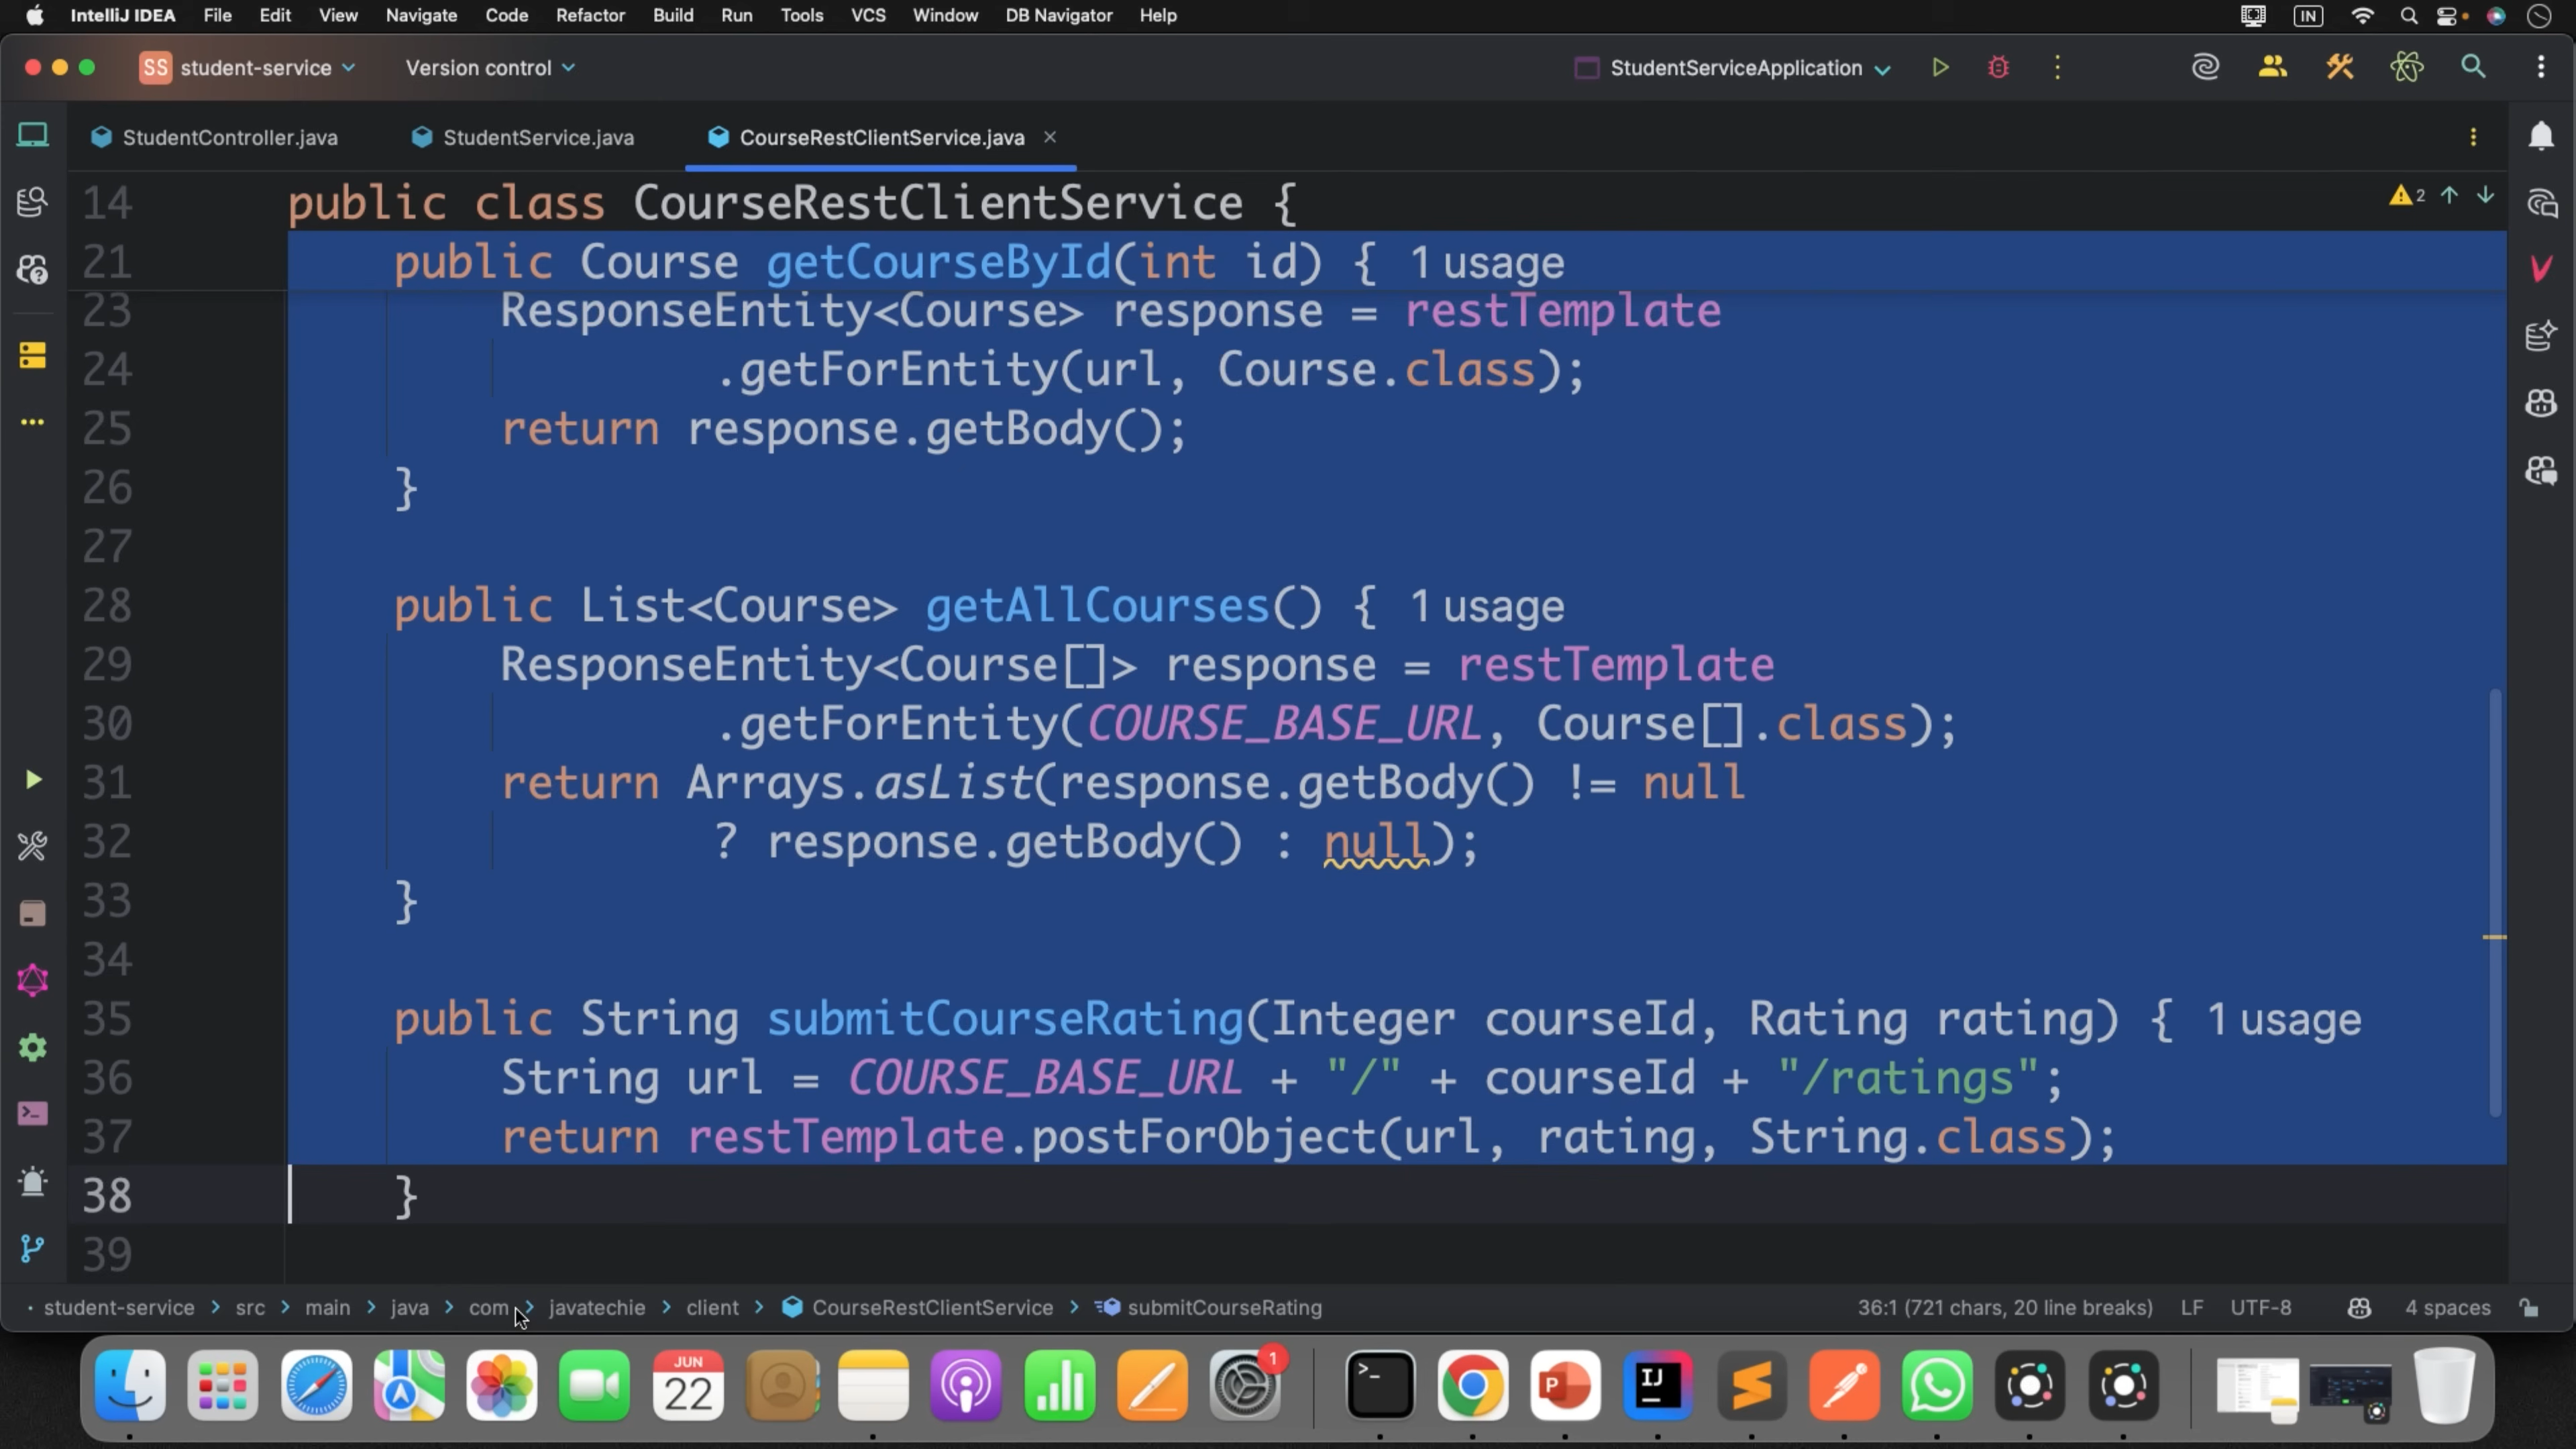 IntelliJ IDEA File Edit View Navigate Code Refactor Build Run Tools VCS Window DB Navigator Help IN
SS student-service Version control StudentServiceApplication
StudentController.java StudentService.java CourseRestClientService.java
14 public class CourseRestClientService { 2
21 public Course getCourseById(int id) { 1 usage
23 ResponseEntity<Course> response = restTemplate
24 .getForEntity(url, Course.class);
25 return response.getBody();
26 }
27
28 public List<Course> getAllCourses() { 1 usage
29 ResponseEntity<Course[]> response = restTemplate
30 .getForEntity(COURSE_BASE_URL, Course[].class);
31 return Arrays.asList(response.getBody() != null
32 ? response.getBody() : null);
33 }
34
35 public String submitCourseRating(Integer courseId, Rating rating) { 1 usage
36 String url = COURSE_BASE_URL + "/" + courseId + "/ratings";
37 return restTemplate.postForObject(url, rating, String.class);
38 }
39
student-service > src > main > java > com > javatechie > client > CourseRestClientService > submitCourseRating 36:1 (721 chars, 20 line breaks) LF UTF-8 4 spaces
JUN
22
1
P
IJ